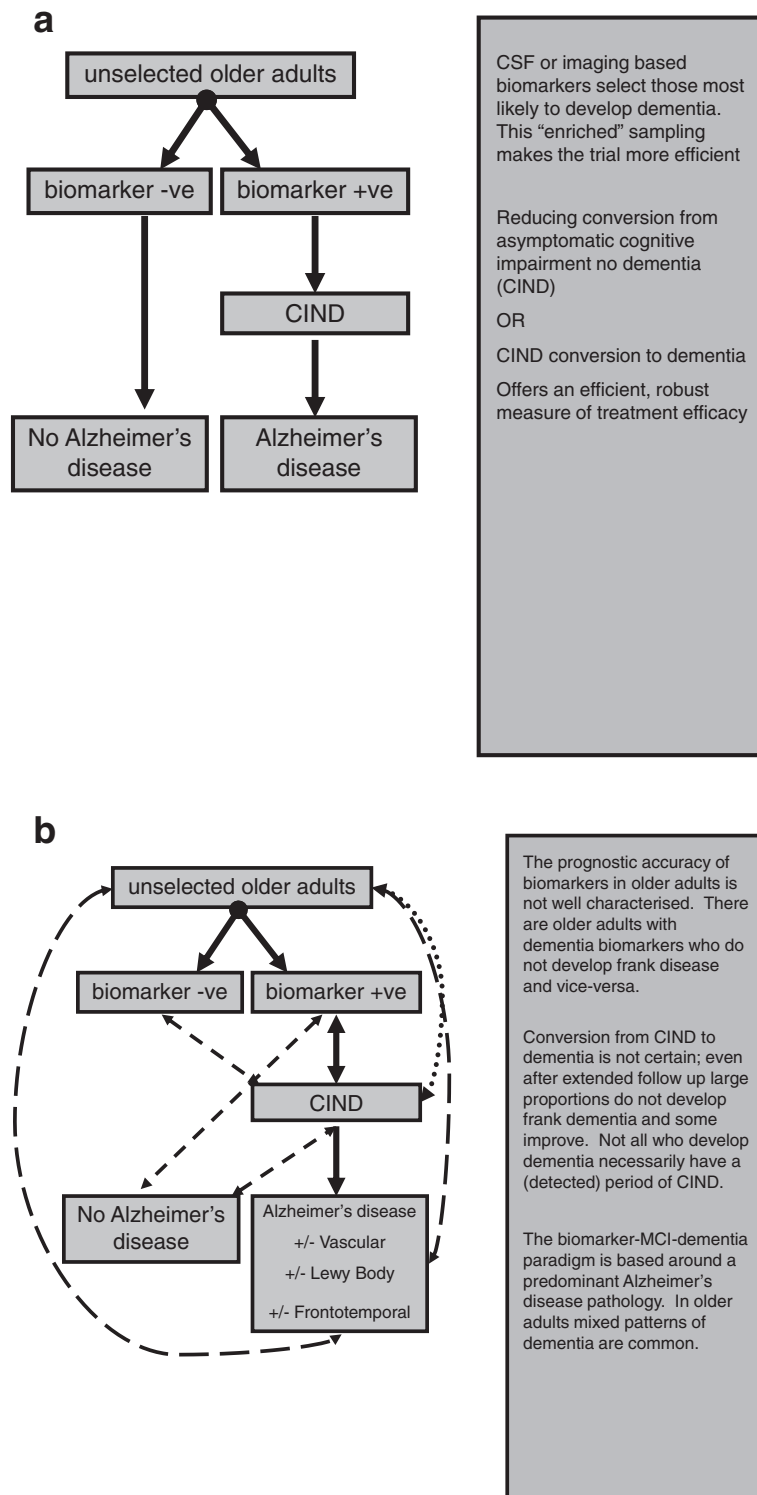 a
unselected older adults
biomarker -ve
biomarker +ve
CIND
No Alzheimer's
disease
Alzheimer's
disease
CSF or imaging based
biomarkers select those most
likely to develop dementia.
This “enriched” sampling
makes the trial more efficient
Reducing conversion from
asymptomatic cognitive
impairment no dementia
(CIND)
OR
CIND conversion to dementia
Offers an efficient, robust
measure of treatment efficacy
b
unselected older adults
biomarker -ve
biomarker +ve
CIND
No Alzheimer's
disease
Alzheimer's disease
+/- Vascular
+/- Lewy Body
+/- Frontotemporal
The prognostic accuracy of
biomarkers in older adults is
not well characterised. There
are older adults with
dementia biomarkers who do
not develop frank disease
and vice-versa.
Conversion from CIND to
dementia is not certain; even
after extended follow up large
proportions do not develop
frank dementia and some
improve. Not all who develop
dementia necessarily have a
(detected) period of CIND.
The biomarker-MCI-dementia
paradigm is based around a
predominant Alzheimer's
disease pathology. In older
adults mixed patterns of
dementia are common.